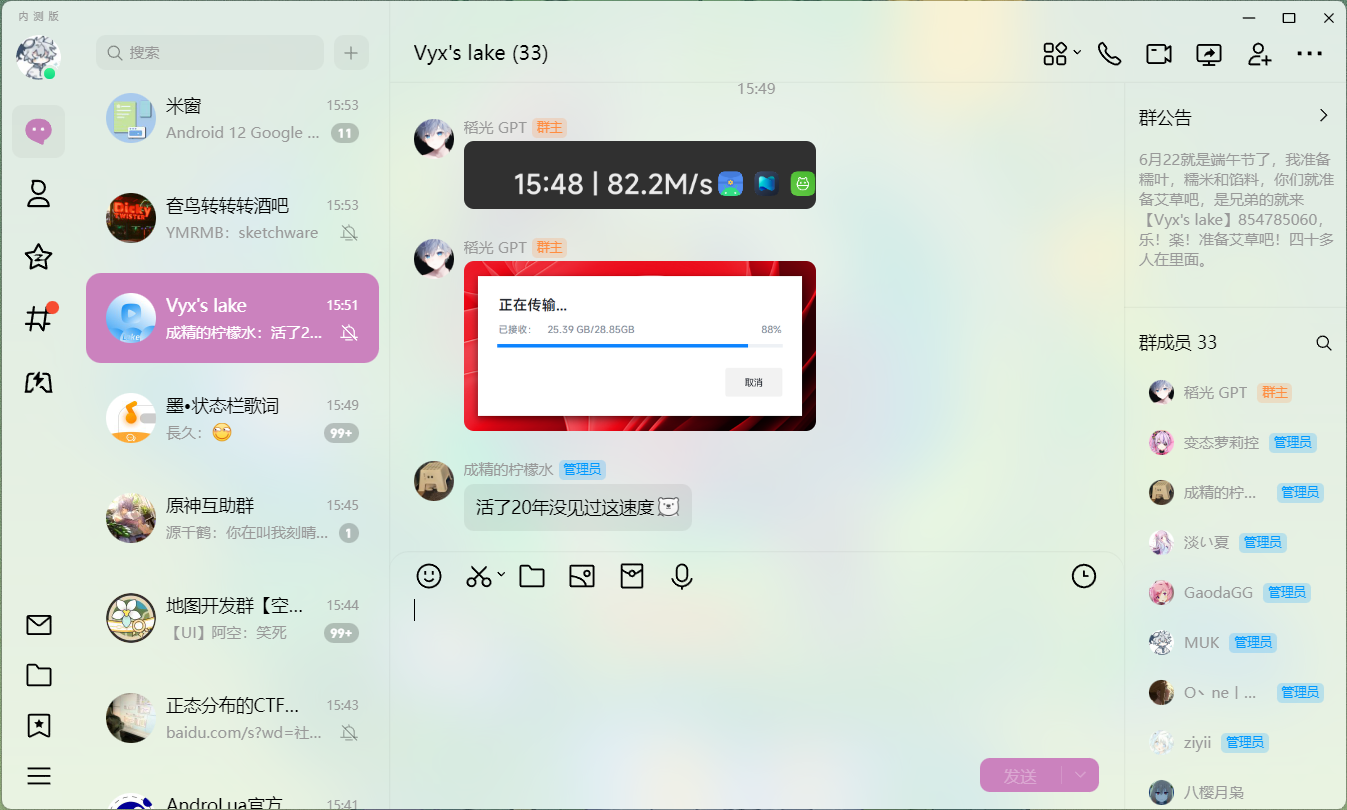 内测版
搜索
米窗
15:53
Android 12 Google ...
11
奁鸟转转转酒吧
15:53
YMRMB：sketchware
Vyx's lake
15:51
成精的柠檬水：活了2...
墨•状态栏歌词
15:49
長久：
99+
原神互助群
15:45
源千鹤：你在叫我刻晴...
1
地图开发群【空...
15:44
【UI】阿空：笑死
99+
正态分布的CTF...
15:43
baidu.com/s?wd=社...
AndroLua官方
15:41
Vyx's lake (33)
15:49
稻光 GPT
群主
15:48 | 82.2M/s
稻光 GPT
群主
正在传输...
已接收： 25.39 GB/28.85GB
88%
取消
成精的柠檬水
管理员
活了20年没见过这速度
发送
群公告
6月22就是端午节了，我准备
糯叶，糯米和馅料，你们就准
备艾草吧，是兄弟的就来
【Vyx's lake】854785060，
乐！楽！准备艾草吧！四十多
人在里面。
群成员 33
稻光 GPT
群主
变态萝莉控
管理员
成精的柠...
管理员
淡い夏
管理员
GaodaGG
管理员
MUK
管理员
O丶ne丨...
管理员
ziyii
管理员
八樱月枭